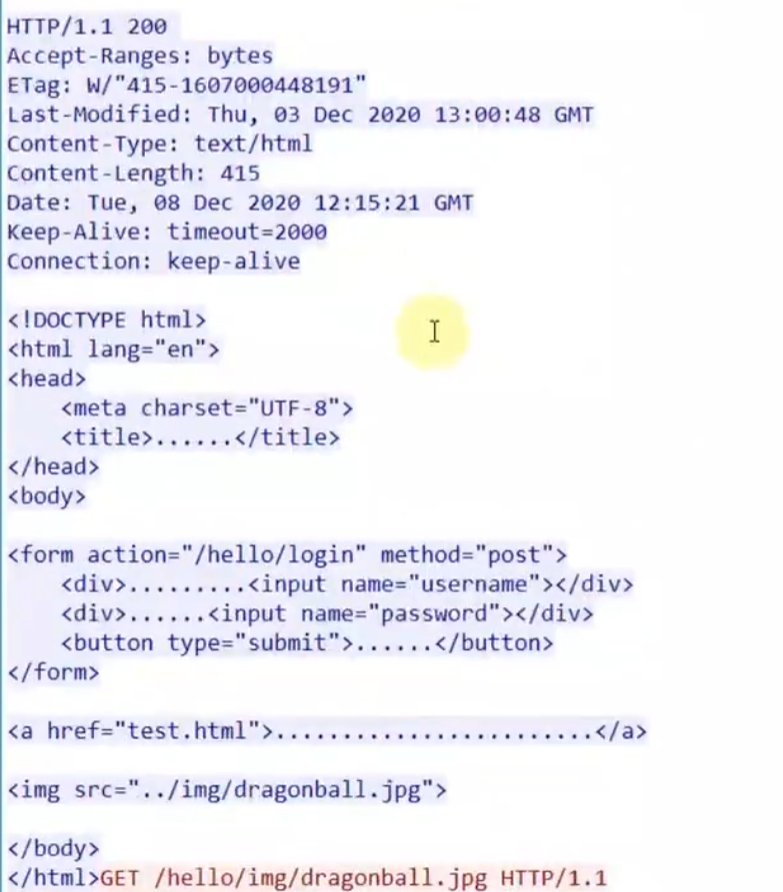 HTTP/1.1 200
Accept-Ranges: bytes
ETag: W/"415-1607000448191"
Last-Modified: Thu, 03 Dec 2020 13:00:48 GMT
Content-Type: text/html
Content-Length: 415
Date: Tue, 08 Dec 2020 12:15:21 GMT
Keep-Alive: timeout=2000
Connection: keep-alive

<!DOCTYPE html>
<html lang="en">
<head>
    <meta charset="UTF-8">
    <title>......</title>
</head>
<body>

<form action="/hello/login" method="post">
    <div>.........<input name="username"></div>
    <div>......<input name="password"></div>
    <button type="submit">......</button>
</form>

<a href="test.html">........................</a>

<img src="../img/dragonball.jpg">

</body>
</html>GET /hello/img/dragonball.jpg HTTP/1.1